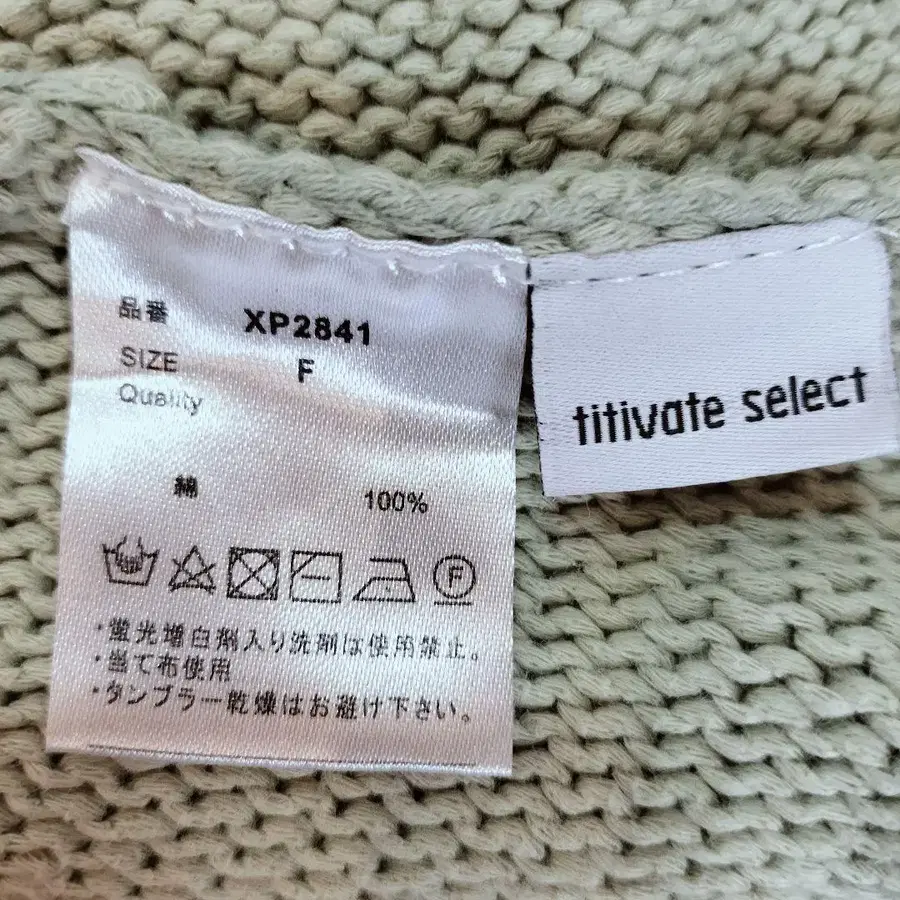 品番 XP2841
SIZE F
Quality
綿 100%
F
・蛍光増白剤入り洗剤は使用禁止。
・当て布使用
・タンブラー乾燥はお避け下さい。
titivate select